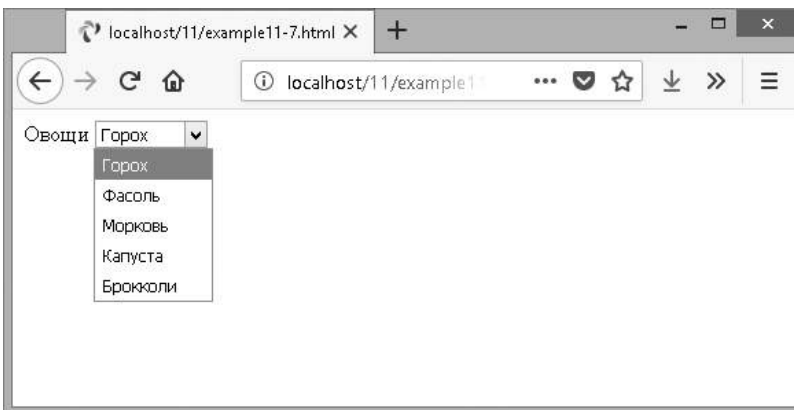 localhost/11/example11-7.html
localhost/11/example1
Овощи Горох
Горох
Фасоль
Морковь
Капуста
Брокколи